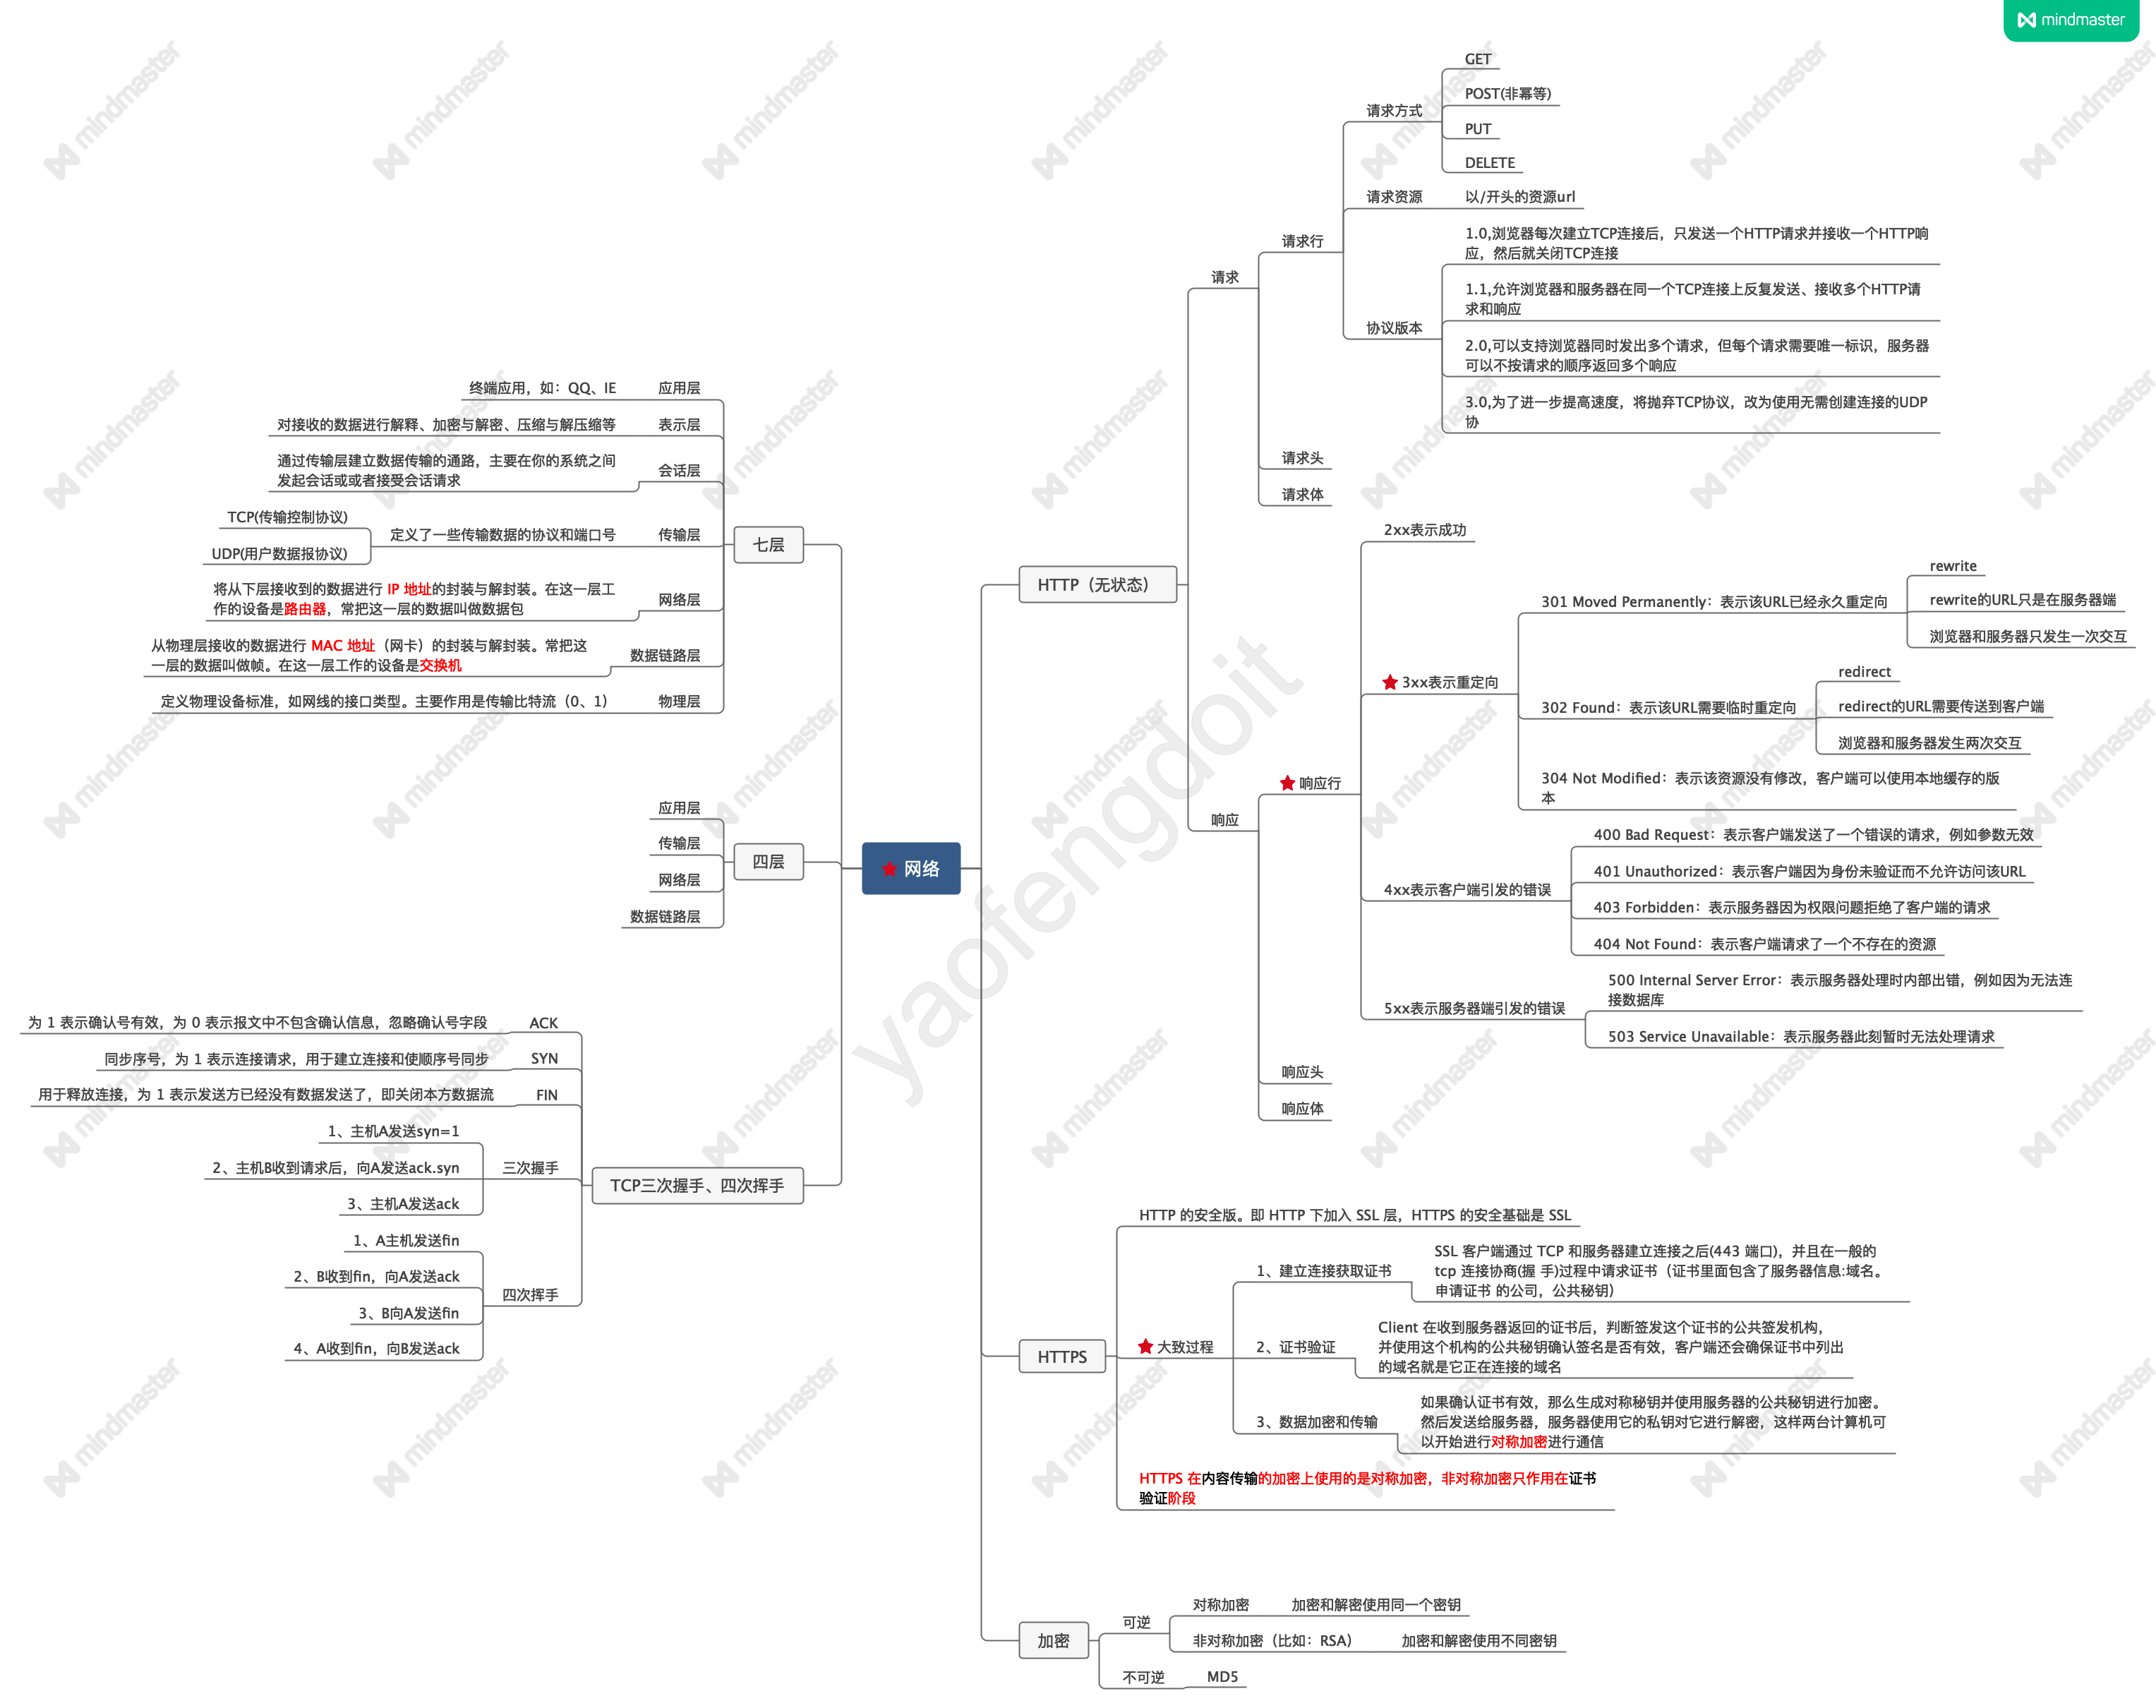 mindmaster
网络
七层
应用层
终端应用，如：QQ、IE
表示层
对接收的数据进行解释、加密与解密、压缩与解压缩等
会话层
通过传输层建立数据传输的通路，主要在你的系统之间
发起会话或或者接受会话请求
传输层
定义了一些传输数据的协议和端口号
TCP(传输控制协议)
UDP(用户数据报协议)
网络层
将从下层接收到的数据进行 IP 地址的封装与解封装。在这一层工
作的设备是路由器，常把这一层的数据叫做数据包
数据链路层
从物理层接收的数据进行 MAC 地址（网卡）的封装与解封装。常把这
一层的数据叫做帧。在这一层工作的设备是交换机
物理层
定义物理设备标准，如网线的接口类型。主要作用是传输比特流（0、1）
四层
应用层
传输层
网络层
数据链路层
TCP三次握手、四次挥手
ACK
为 1 表示确认号有效，为 0 表示报文中不包含确认信息，忽略确认号字段
SYN
同步序号，为 1 表示连接请求，用于建立连接和使顺序号同步
FIN
用于释放连接，为 1 表示发送方已经没有数据发送了，即关闭本方数据流
三次握手
1、主机A发送syn=1
2、主机B收到请求后，向A发送ack.syn
3、主机A发送ack
四次挥手
1、A主机发送fin
2、B收到fin，向A发送ack
3、B向A发送fin
4、A收到fin，向B发送ack
HTTP（无状态）
请求
请求行
请求方式
GET
POST(非幂等)
PUT
DELETE
请求资源
以/开头的资源url
协议版本
1.0,浏览器每次建立TCP连接后，只发送一个HTTP请求并接收一个HTTP响
应，然后就关闭TCP连接
1.1,允许浏览器和服务器在同一个TCP连接上反复发送、接收多个HTTP请
求和响应
2.0,可以支持浏览器同时发出多个请求，但每个请求需要唯一标识，服务器
可以不按请求的顺序返回多个响应
3.0,为了进一步提高速度，将抛弃TCP协议，改为使用无需创建连接的UDP
协
请求头
请求体
响应
响应行
2xx表示成功
3xx表示重定向
301 Moved Permanently：表示该URL已经永久重定向
rewrite
rewrite的URL只是在服务器端
浏览器和服务器只发生一次交互
302 Found：表示该URL需要临时重定向
redirect
redirect的URL需要传送到客户端
浏览器和服务器发生两次交互
304 Not Modified：表示该资源没有修改，客户端可以使用本地缓存的版
本
4xx表示客户端引发的错误
400 Bad Request：表示客户端发送了一个错误的请求，例如参数无效
401 Unauthorized：表示客户端因为身份未验证而不允许访问该URL
403 Forbidden：表示服务器因为权限问题拒绝了客户端的请求
404 Not Found：表示客户端请求了一个不存在的资源
5xx表示服务器端引发的错误
500 Internal Server Error：表示服务器处理时内部出错，例如因为无法连
接数据库
503 Service Unavailable：表示服务器此刻暂时无法处理请求
响应头
响应体
HTTPS
HTTP 的安全版。即 HTTP 下加入 SSL 层，HTTPS 的安全基础是 SSL
大致过程
1、建立连接获取证书
SSL 客户端通过 TCP 和服务器建立连接之后(443 端口)，并且在一般的
tcp 连接协商(握 手)过程中请求证书（证书里面包含了服务器信息:域名。
申请证书 的公司，公共秘钥）
2、证书验证
Client 在收到服务器返回的证书后，判断签发这个证书的公共签发机构，
并使用这个机构的公共秘钥确认签名是否有效，客户端还会确保证书中列出
的域名就是它正在连接的域名
3、数据加密和传输
如果确认证书有效，那么生成对称秘钥并使用服务器的公共秘钥进行加密。
然后发送给服务器，服务器使用它的私钥对它进行解密，这样两台计算机可
以开始进行对称加密进行通信
HTTPS 在内容传输的加密上使用的是对称加密，非对称加密只作用在证书
验证阶段
加密
可逆
对称加密
加密和解密使用同一个密钥
非对称加密（比如：RSA）
加密和解密使用不同密钥
不可逆
MD5
yaofengdoit